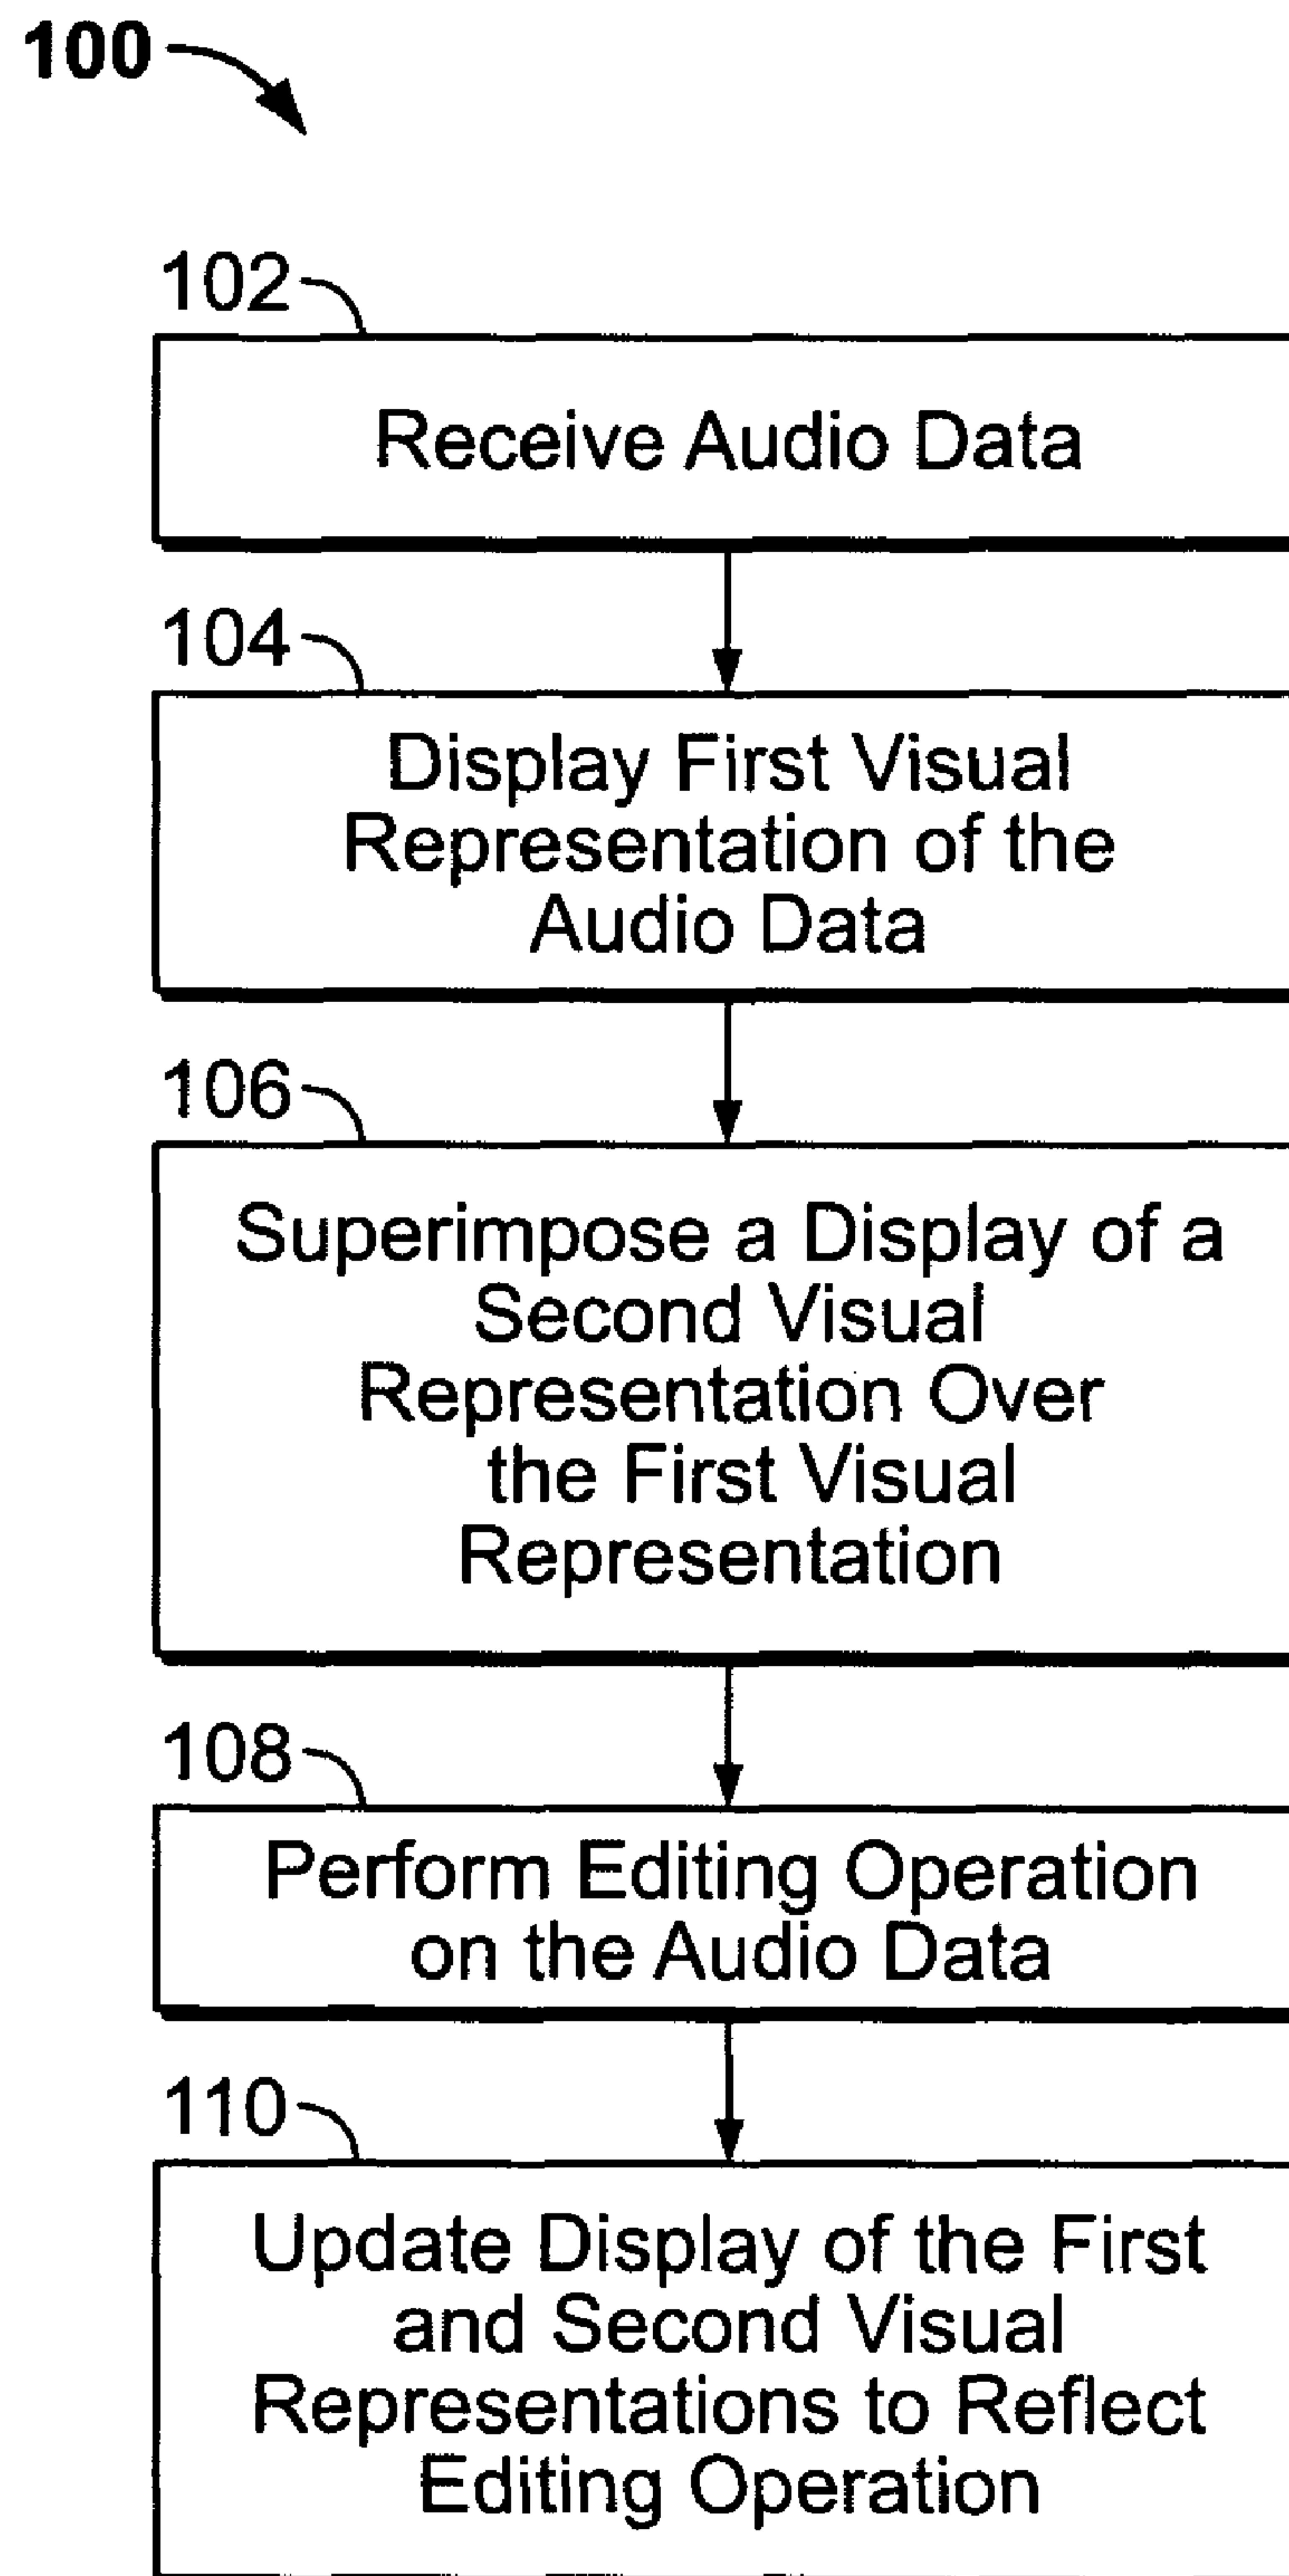 100
102
Receive Audio Data
104
Display First Visual
Representation of the
Audio Data
106
Superimpose a Display of a
Second Visual
Representation Over
the First Visual
Representation
108
Perform Editing Operation
on the Audio Data
110
Update Display of the First
and Second Visual
Representations to Reflect
Editing Operation